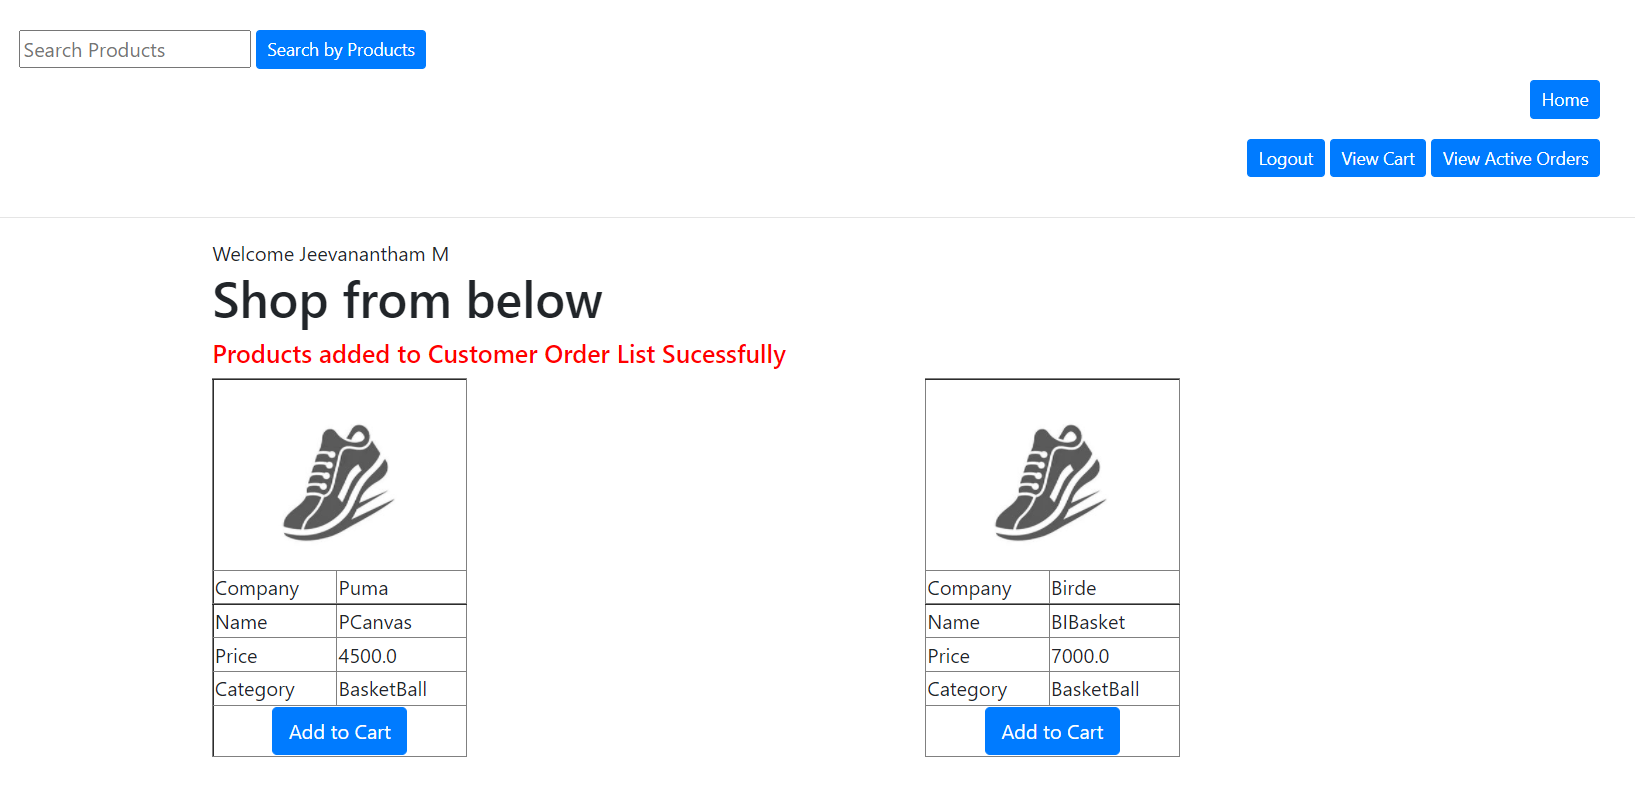 Search Products Search by Products
Home
Logout View Cart View Active Orders
Welcome Jeevanantham M
Shop from below
Products added to Customer Order List Sucessfully
Company Puma
Name PCanvas
Price 4500.0
Category BasketBall
Add to Cart
Company Birde
Name BIBasket
Price 7000.0
Category BasketBall
Add to Cart